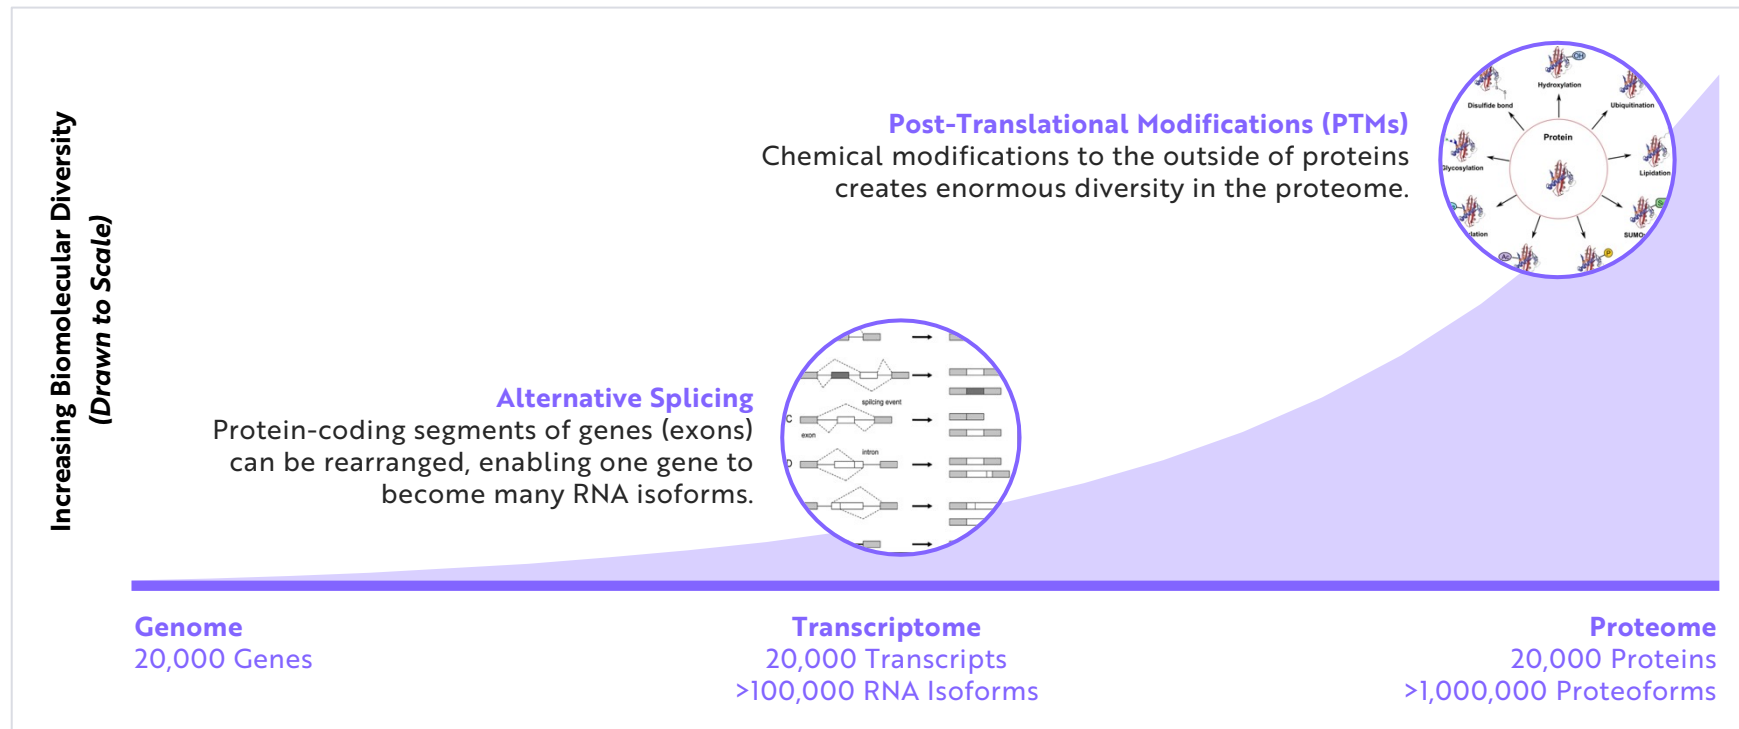 Increasing Biomolecular Diversity
(Drawn to Scale)
Post-Translational Modifications (PTMs)
Chemical modifications to the outside of proteins
creates enormous diversity in the proteome.
OH
Hydroxylation
Disulfide bond
Ubiquitination
Protein
Glycosylation
Lipidation
SUMO
Ac
P
Alternative Splicing
Protein-coding segments of genes (exons)
can be rearranged, enabling one gene to
become many RNA isoforms.
splicing event
C
exon
intron
D
Genome
20,000 Genes
Transcriptome
20,000 Transcripts
>100,000 RNA Isoforms
Proteome
20,000 Proteins
>1,000,000 Proteoforms